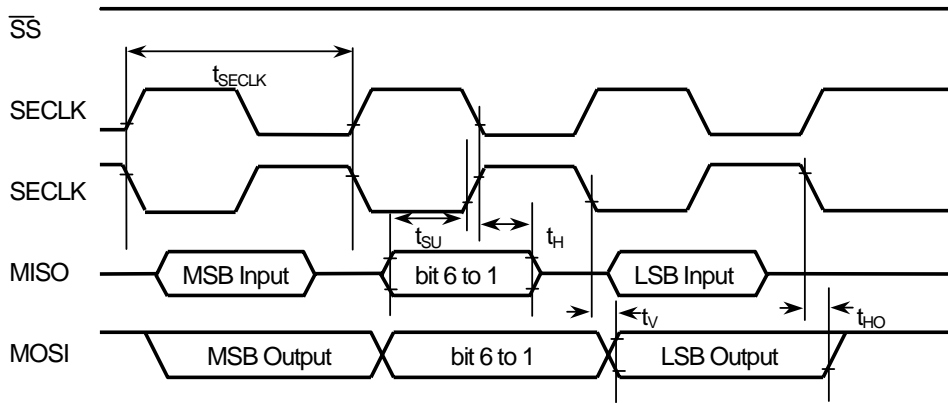 SS
tSECLK
SECLK
SECLK
tSU
tH
MISO
MSB Input
bit 6 to 1
LSB Input
tV
tHO
MOSI
MSB Output
bit 6 to 1
LSB Output